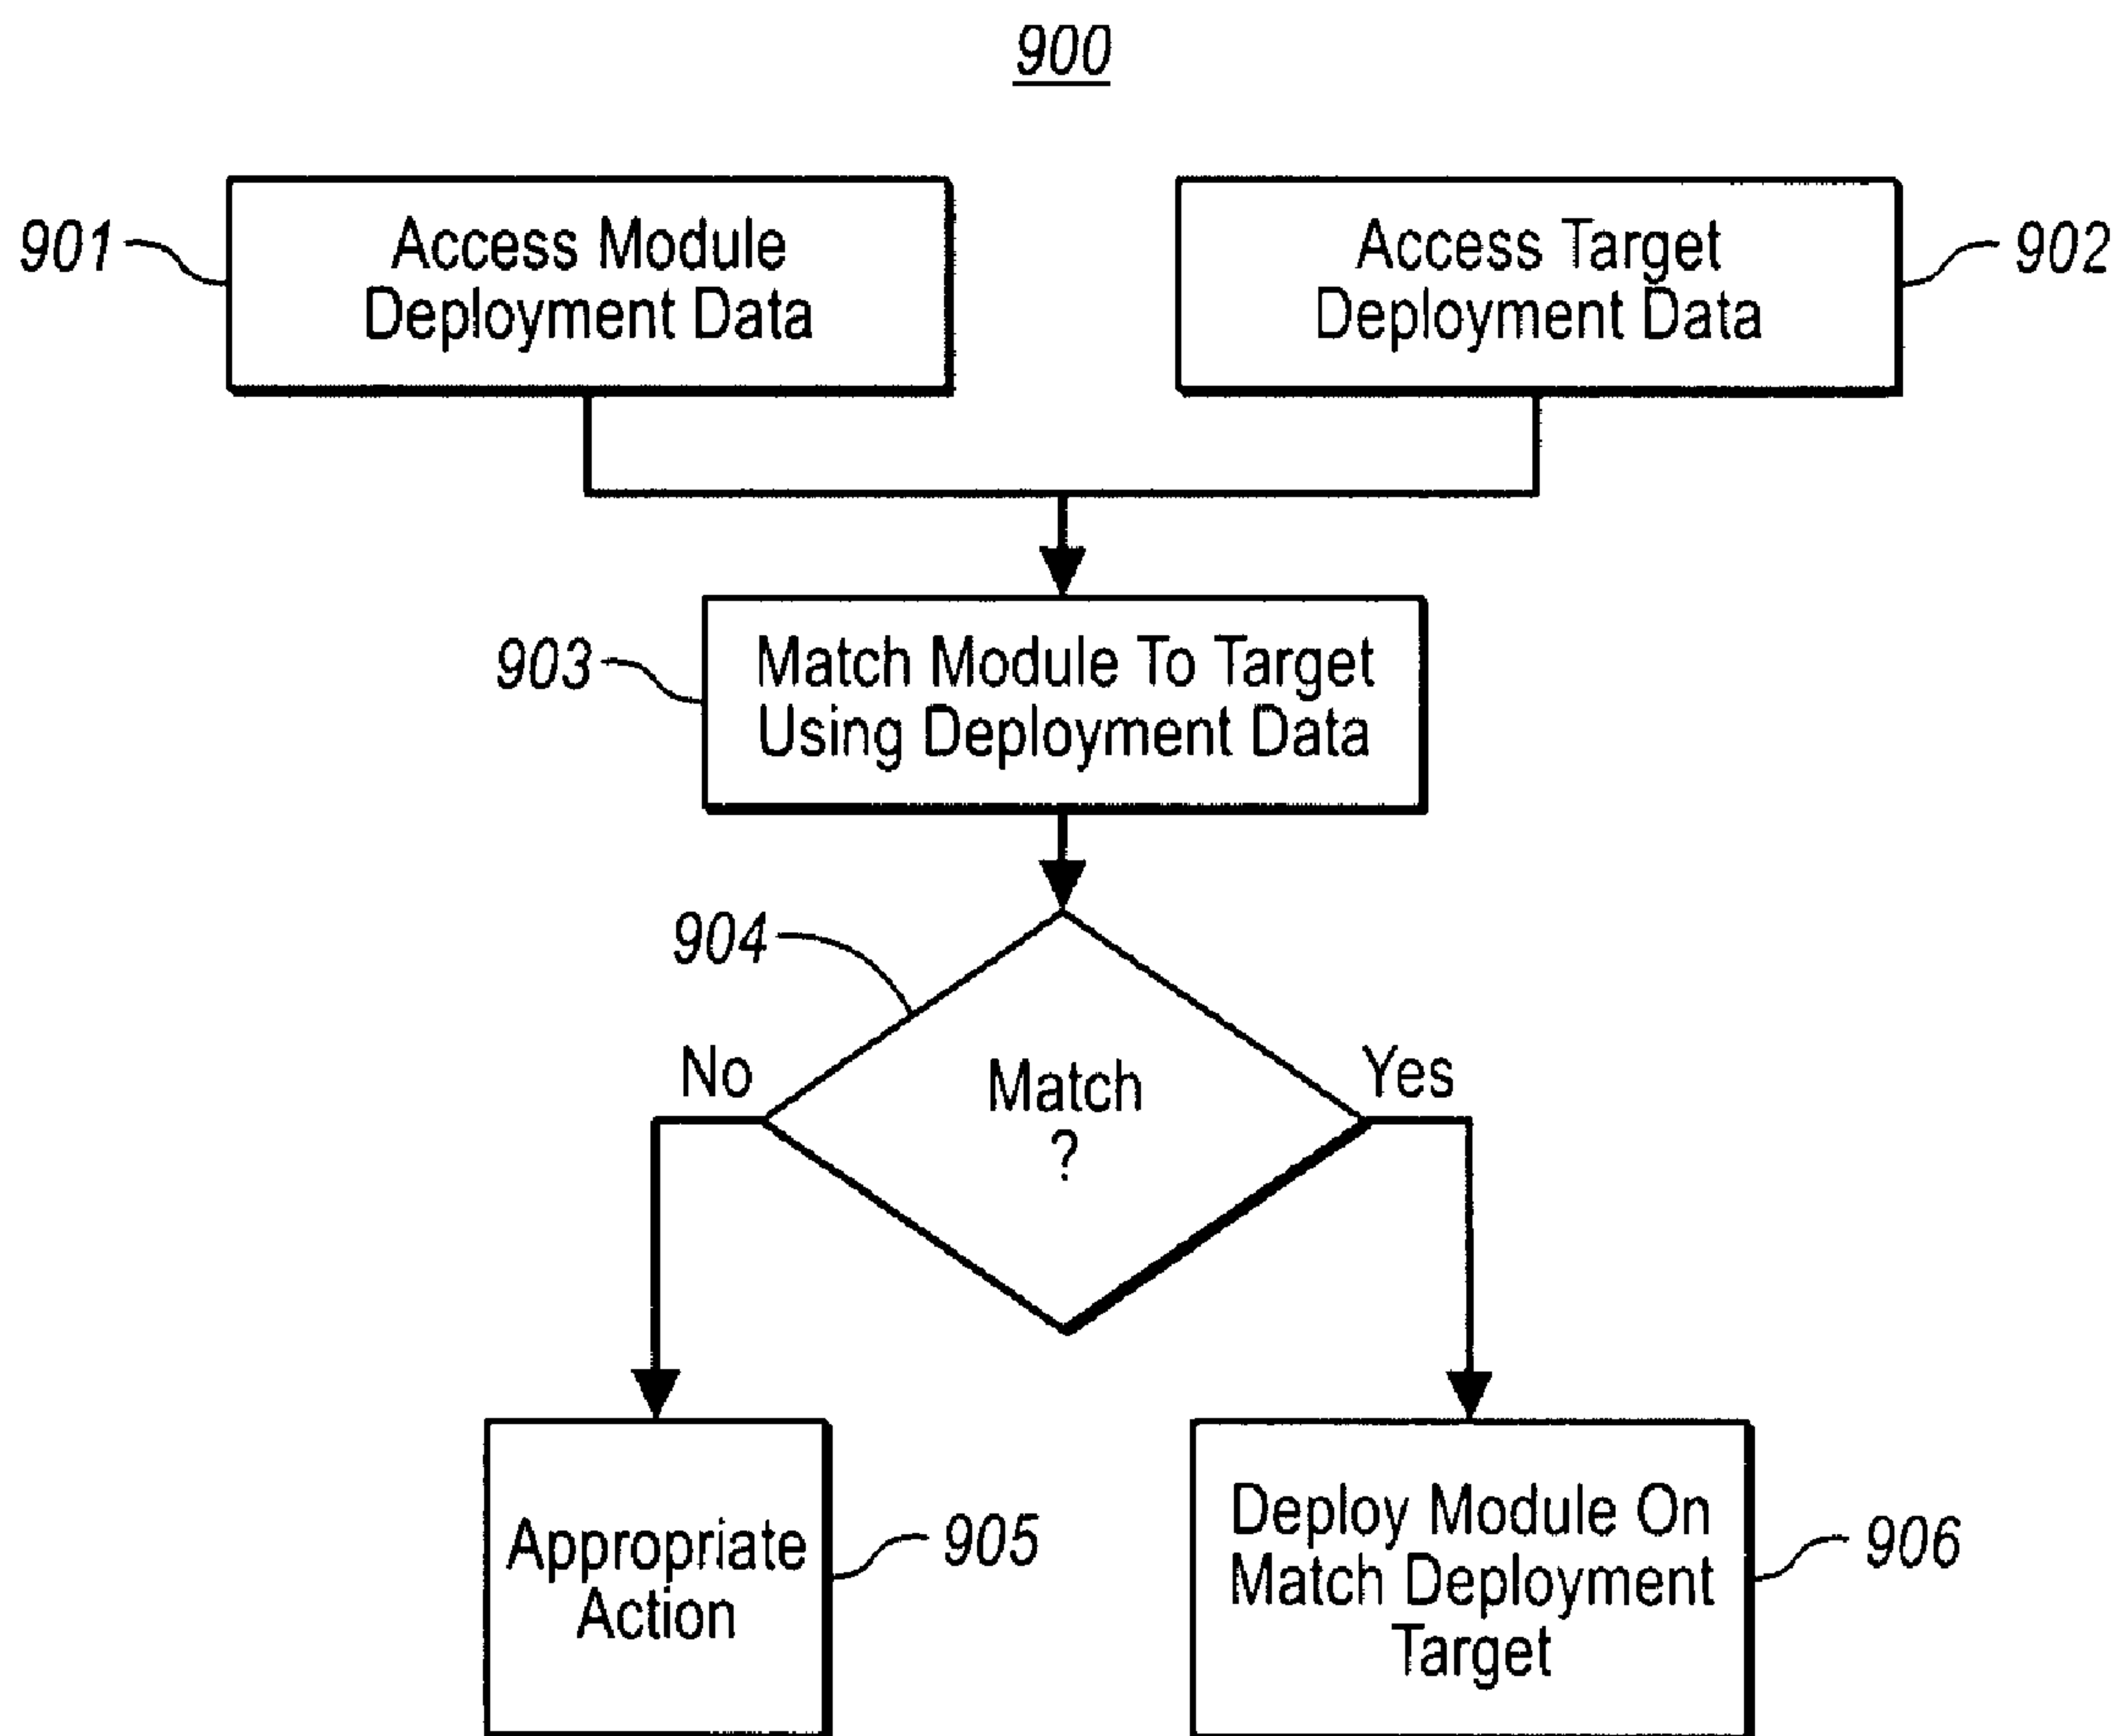 900
901
Access Module
Deployment Data
Access Target
Deployment Data
902
903
Match Module To Target
Using Deployment Data
904
No
Match
?
Yes
Appropriate
Action
905
Deploy Module On
Match Deployment
Target
906